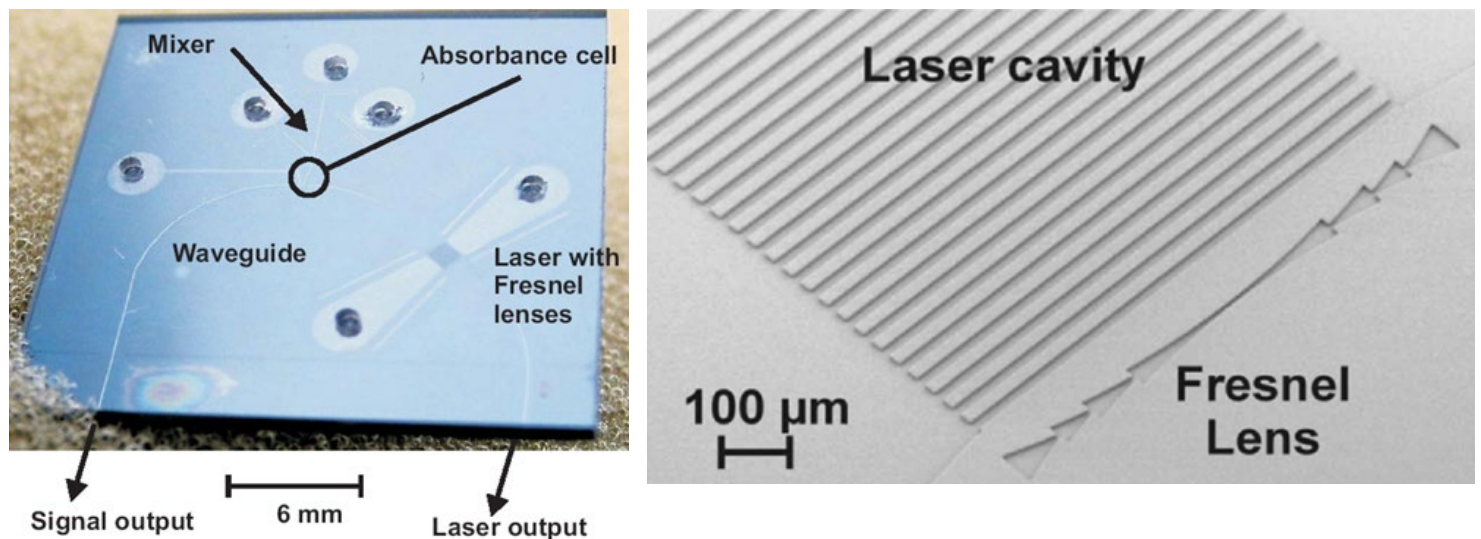 Mixer
Absorbance cell
Waveguide
Laser with
Fresnel
lenses
Signal output
6 mm
Laser output
Laser cavity
100 µm
Fresnel
Lens